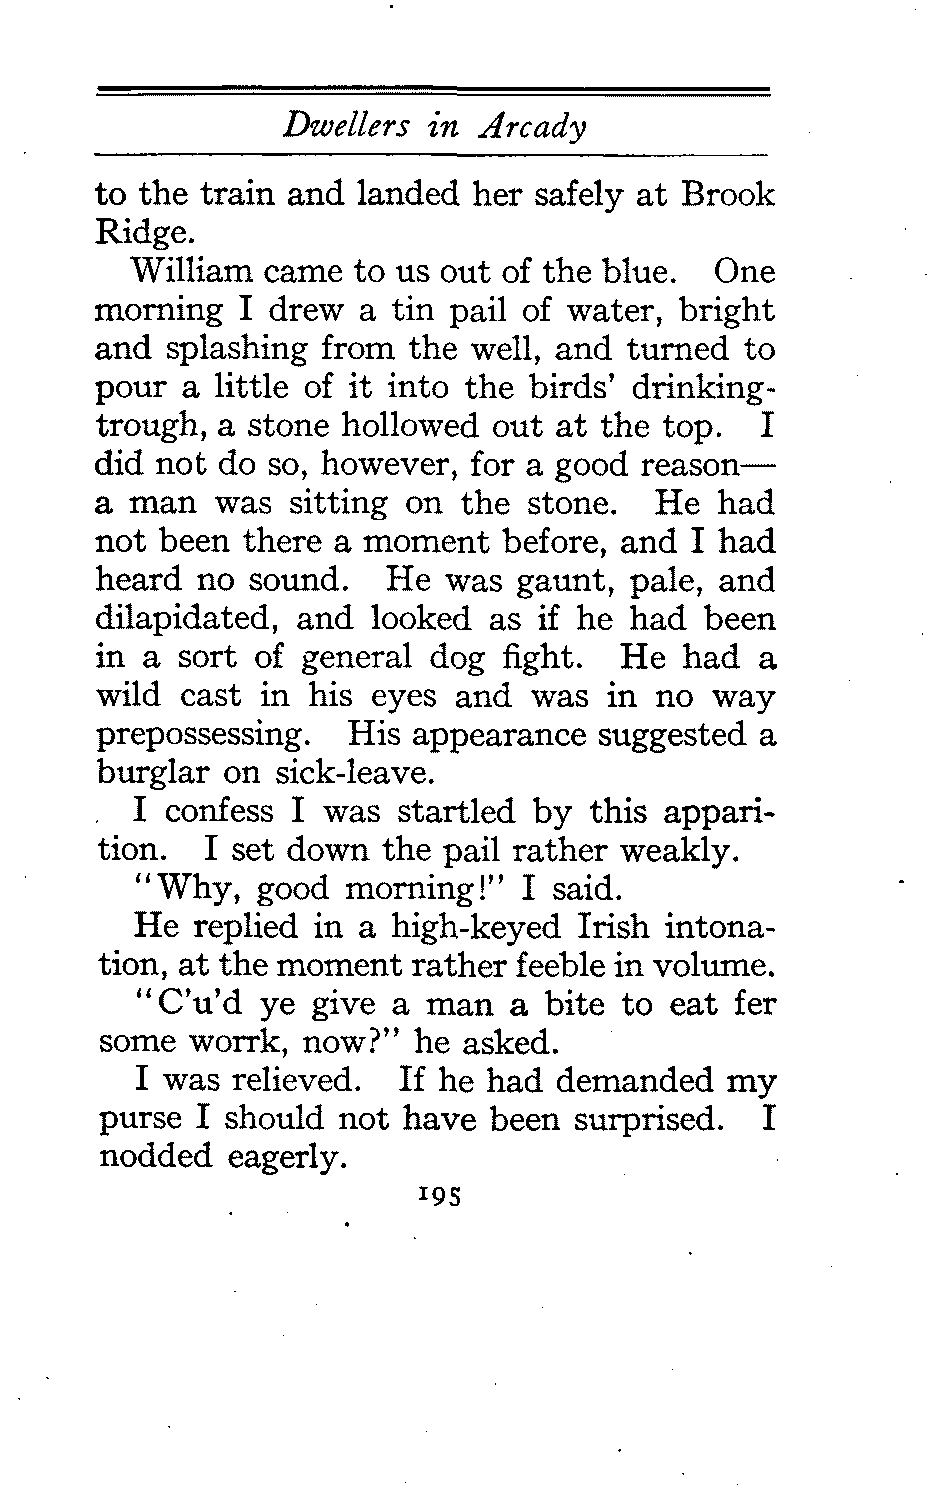 Dwellers in Arcady
to the train and landed her safely at Brook
Ridge.
William came to us out of the blue. One
morning I drew a tin pail of water, bright
and splashing from the well, and turned to
pour a little of it into the birds' drinking-
trough, a stone hollowed out at the top. I
did not do so, however, for a good reason—
a man was sitting on the stone. He had
not been there a moment before, and I had
heard no sound. He was gaunt, pale, and
dilapidated, and looked as if he had been
in a sort of general dog fight. He had a
wild cast in his eyes and was in no way
prepossessing. His appearance suggested a
burglar on sick-leave.
I confess I was startled by this appari-
tion. I set down the pail rather weakly.
"Why, good morning!" I said.
He replied in a high-keyed Irish intona-
tion, at the moment rather feeble in volume.
"C'u'd ye give a man a bite to eat fer
some worrk, now?" he asked.
I was relieved. If he had demanded my
purse I should not have been surprised. I
nodded eagerly.
195